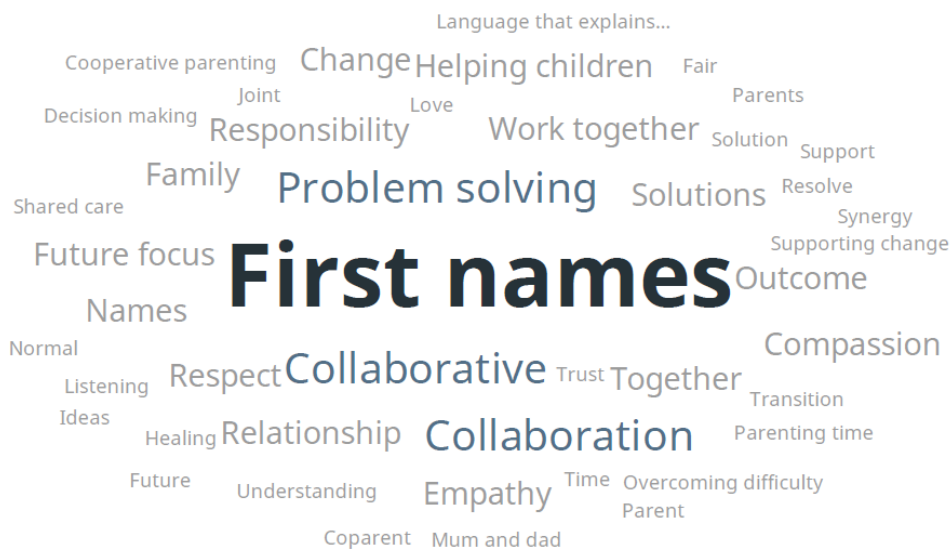 Language that explains...
Cooperative parenting
Change
Helping children
Fair
Joint
Love
Parents
Decision making
Responsibility
Work together
Solution
Support
Family
Problem solving
Solutions
Resolve
Shared care
Synergy
Future focus
First names
Supporting change
Outcome
Names
Normal
Compassion
Listening
Respect
Collaborative
Trust
Together
Transition
Ideas
Healing
Relationship
Collaboration
Parenting time
Future
Understanding
Empathy
Time
Overcoming difficulty
Parent
Coparent
Mum and dad